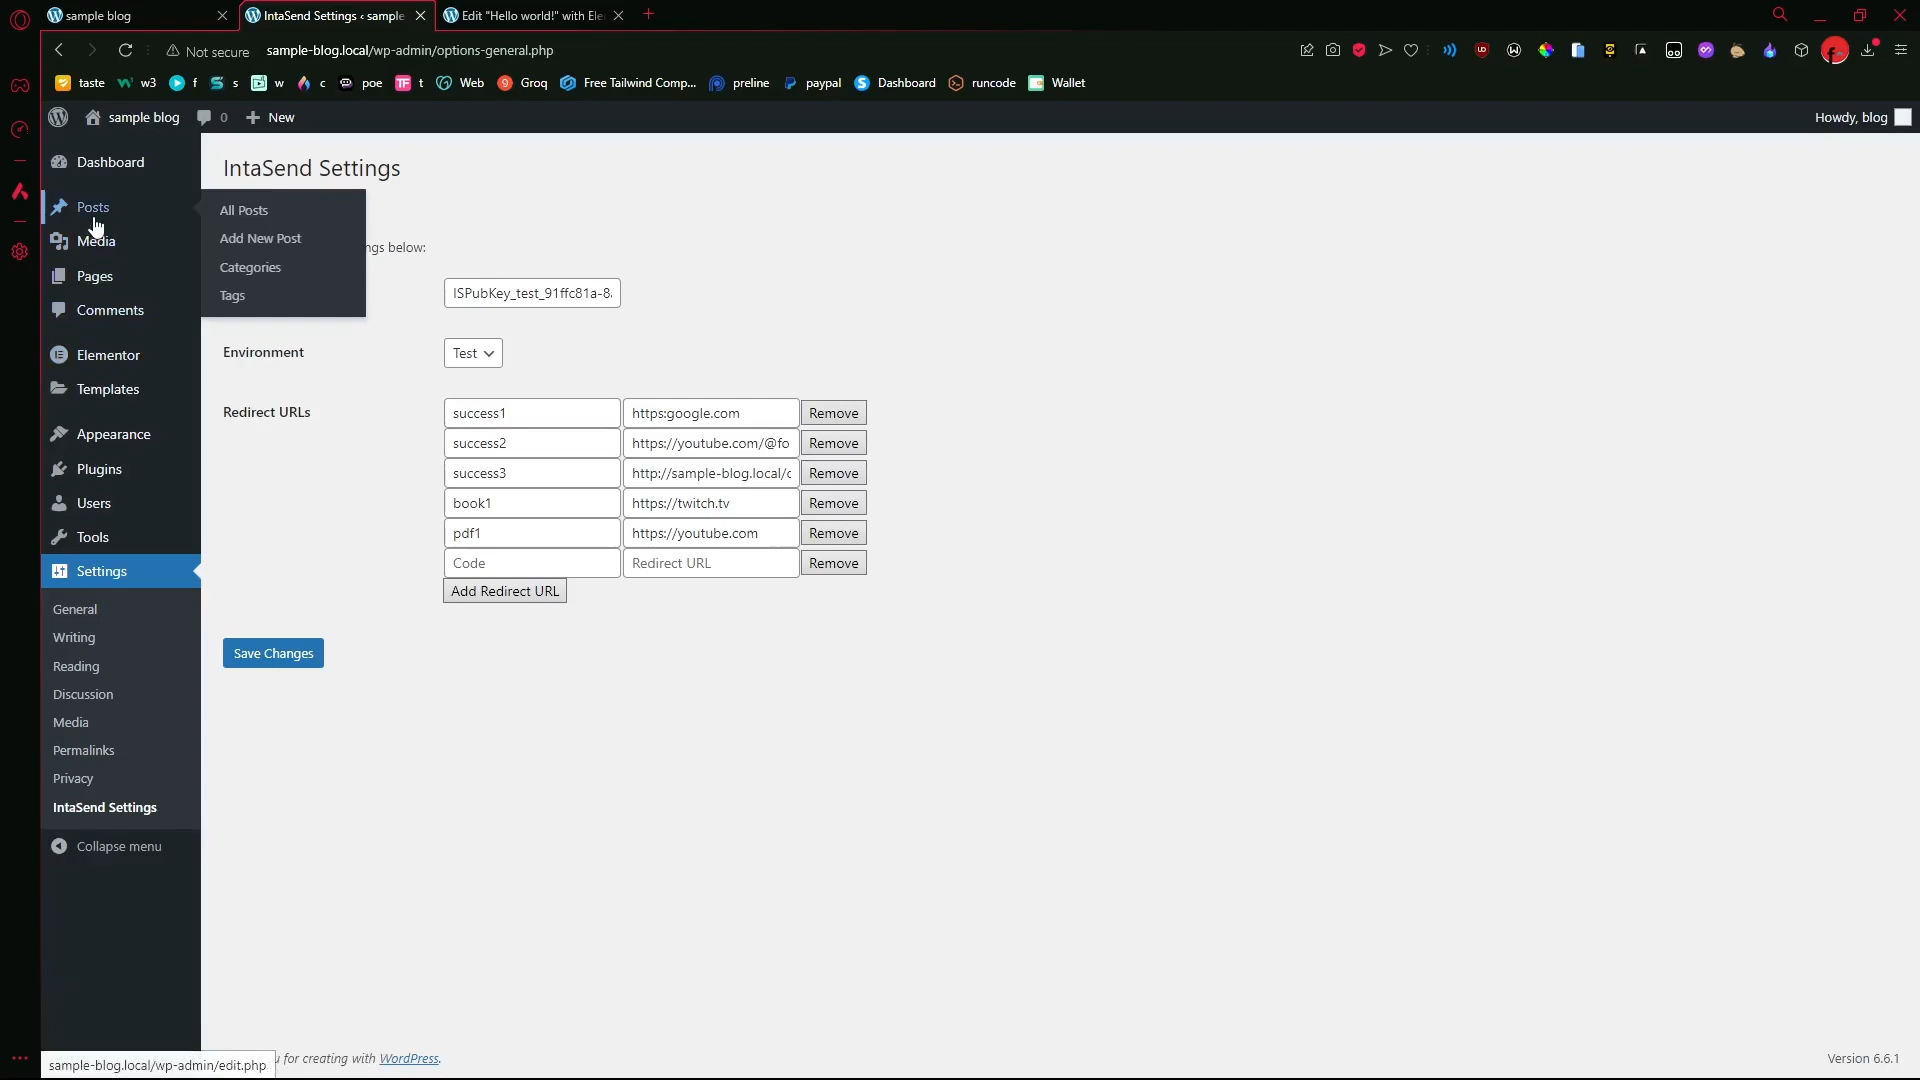 sample blog
IntaSend Settings ‹ sample
Edit "Hello world!" with Ele
Not secure
sample-blog.local/wp-admin/options-general.php
taste
w3
f
s
w
c
poe
TF t
Web
Groq
Free Tailwind Comp...
preline
paypal
Dashboard
runcode
Wallet
sample blog
0
New
Howdy, blog
Dashboard
Posts
Media
Pages
Comments
Elementor
Templates
Appearance
Plugins
Users
Tools
Settings
General
Writing
Reading
Discussion
Media
Permalinks
Privacy
IntaSend Settings
Collapse menu
All Posts
Add New Post
Categories
Tags
IntaSend Settings
ngs below:
ISPubKey_test_91ffc81a-8
Environment
Test
Redirect URLs
success1 https:google.com Remove
success2 https://youtube.com/@fo Remove
success3 http://sample-blog.local/c Remove
book1 https://twitch.tv Remove
pdf1 https://youtube.com Remove
Code Redirect URL Remove
Add Redirect URL
Save Changes
u for creating with WordPress.
Version 6.6.1
sample-blog.local/wp-admin/edit.php